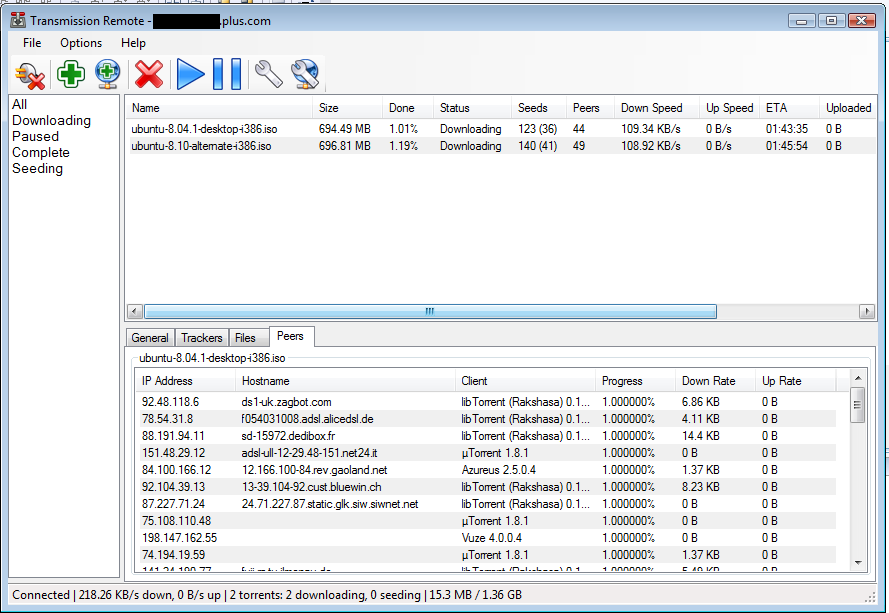 Transmission Remote - .plus.com
File Options Help
All
Downloading
Paused
Complete
Seeding
Name Size Done Status Seeds Peers Down Speed Up Speed ETA Uploaded
ubuntu-8.04.1-desktop-i386.iso 694.49 MB 1.01% Downloading 123 (36) 44 109.34 KB/s 0 B/s 01:43:35 0 B
ubuntu-8.10-alternate-i386.iso 696.81 MB 1.19% Downloading 140 (41) 49 108.92 KB/s 0 B/s 01:45:54 0 B
General Trackers Files Peers
ubuntu-8.04.1-desktop-i386.iso
IP Address Hostname Client Progress Down Rate Up Rate
92.48.118.6 ds1-uk.zagbot.com libTorrent (Rakshasa) 0.1... 1.000000% 6.86 KB 0 B
78.54.31.8 f054031008.adsl.alicedsl.de libTorrent (Rakshasa) 0.1... 1.000000% 4.11 KB 0 B
88.191.94.11 sd-15972.dedibox.fr libTorrent (Rakshasa) 0.1... 1.000000% 14.4 KB 0 B
151.48.29.12 adsl-ull-12-29.48-151.net24.it µTorrent 1.8.1 1.000000% 0 B 0 B
84.100.166.12 12.166.100-84.rev.gaoland.net Azureus 2.5.0.4 1.000000% 1.37 KB 0 B
92.104.39.13 13-39.104-92.cust.bluewin.ch libTorrent (Rakshasa) 0.1... 1.000000% 8.23 KB 0 B
87.227.71.24 24.71.227.87.static.glk.siw.siwnet.net libTorrent (Rakshasa) 0.1... 1.000000% 0 B 0 B
75.108.110.48 µTorrent 1.8.1 1.000000% 0 B 0 B
198.147.162.55 Vuze 4.0.0.4 1.000000% 0 B 0 B
74.194.19.59 µTorrent 1.8.1 1.000000% 1.37 KB 0 B
libTorrent (Rakshasa) 0.1... 1.000000% 0 B
Connected | 218.26 KB/s down, 0 B/s up | 2 torrents: 2 downloading, 0 seeding | 15.3 MB / 1.36 GB